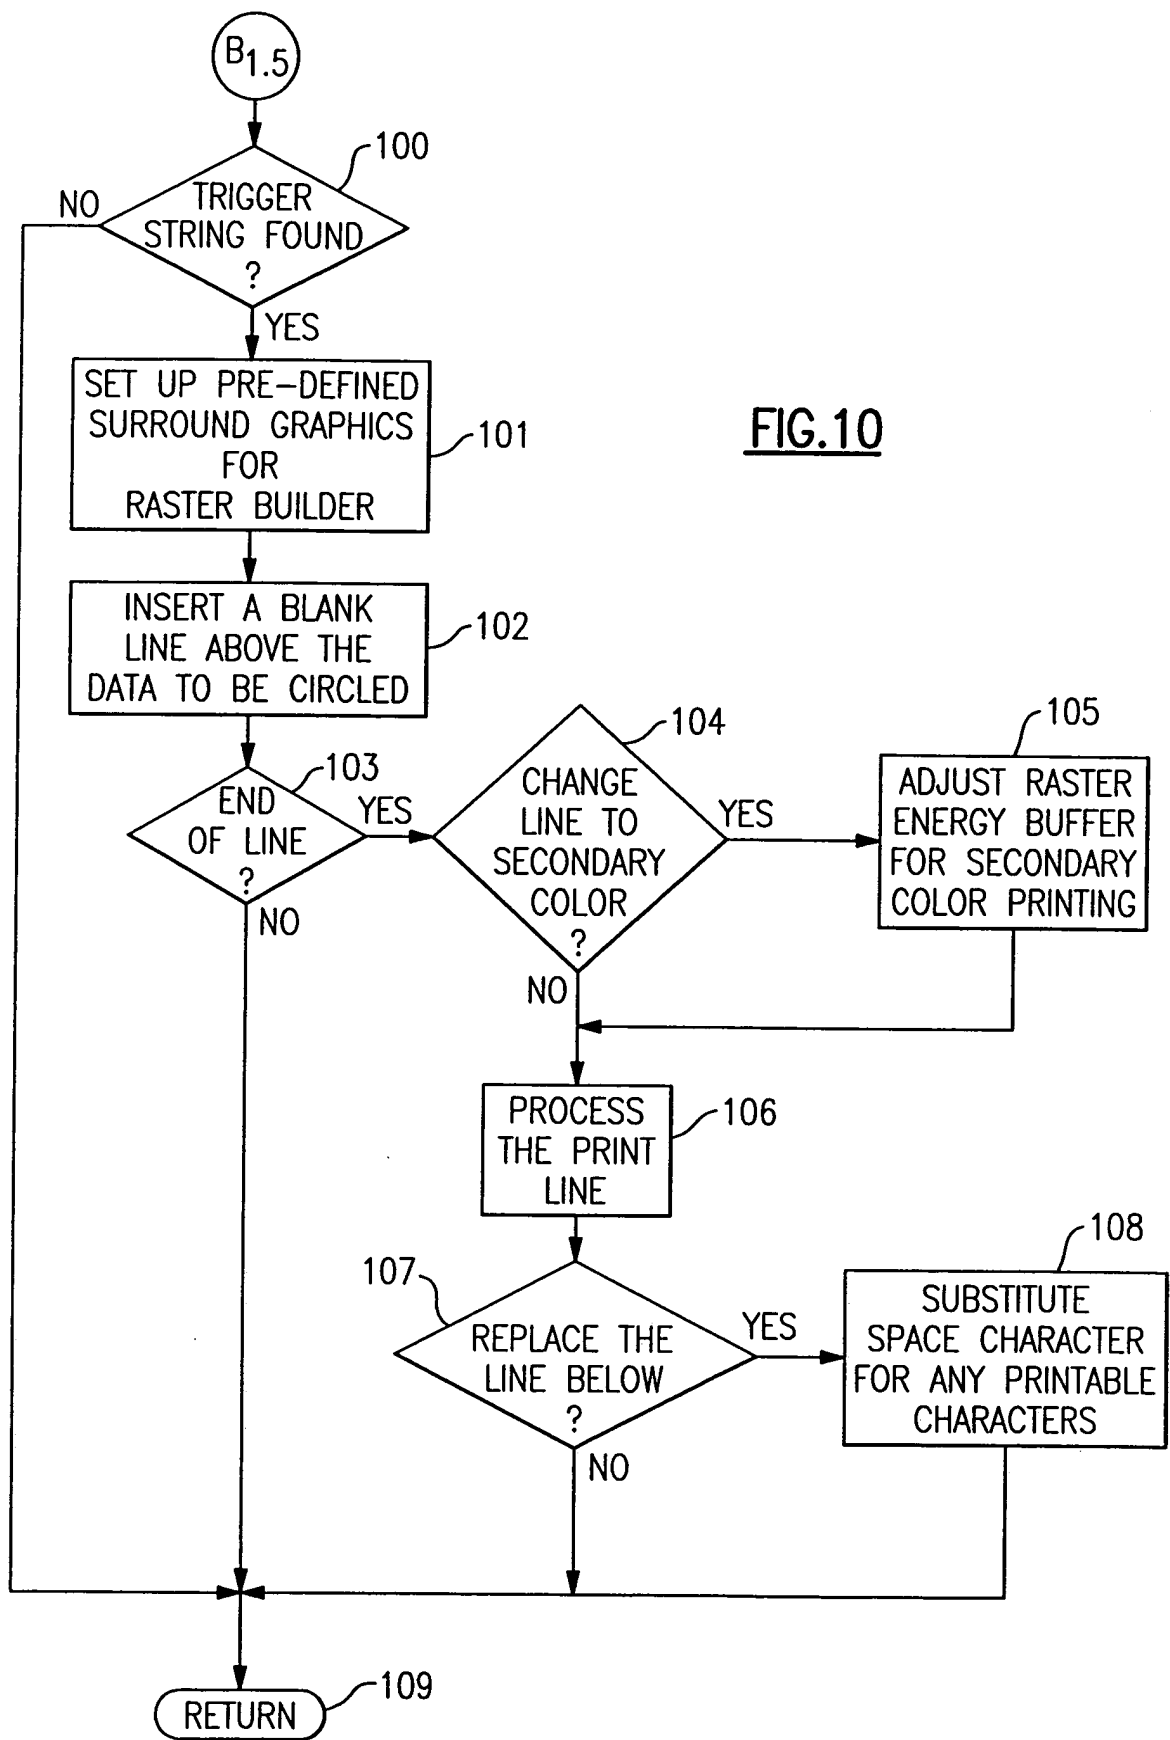 B1.5
100
TRIGGER
STRING FOUND
?
NO
YES
SET UP PRE-DEFINED
SURROUND GRAPHICS
FOR
RASTER BUILDER
101
FIG.10
INSERT A BLANK
LINE ABOVE THE
DATA TO BE CIRCLED
102
103
END
OF LINE
?
YES
NO
104
CHANGE
LINE TO
SECONDARY
COLOR
?
YES
NO
105
ADJUST RASTER
ENERGY BUFFER
FOR SECONDARY
COLOR PRINTING
PROCESS
THE PRINT
LINE
106
107
REPLACE THE
LINE BELOW
?
YES
NO
108
SUBSTITUTE
SPACE CHARACTER
FOR ANY PRINTABLE
CHARACTERS
RETURN
109